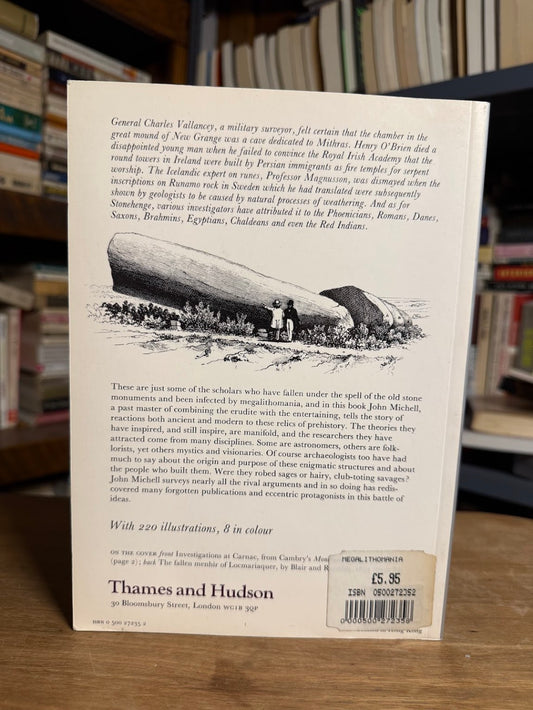 General Charles Vallancey, a military surveyor, felt certain that the chamber in the
great mound of New Grange was a cave dedicated to Mithras. Henry O'Brien died a
disappointed young man when he failed to convince the Royal Irish Academy that the
round towers in Ireland were built by Persian immigrants as fire temples for serpent
worship. The Icelandic expert on runes, Professor Magnusson, was dismayed when the
inscriptions on Runamo rock in Sweden which he had translated were subsequently
shown by geologists to be caused by natural processes of weathering. And as for
Stonehenge, various investigators have attributed it to the Phoenicians, Romans, Danes,
Saxons, Brahmins, Egyptians, Chaldeans and even the Red Indians.
These are just some of the scholars who have fallen under the spell of the old stone
monuments and been infected by megalithomania, and in this book John Michell,
a past master of combining the erudite with the entertaining, tells the story of
reactions both ancient and modern to these relics of prehistory. The theories they
have inspired, and still inspire, are manifold, and the researchers they have
attracted come from many disciplines. Some are astronomers, others are folk-
lorists, yet others mystics and visionaries. Of course archaeologists too have had
much to say about the origin and purpose of these enigmatic structures and about
the people who built them. Were they robed sages or hairy, club-toting savages?
John Michell surveys nearly all the rival arguments and in so doing has redis-
covered many forgotten publications and eccentric protagonists in this battle of
ideas.
With 220 illustrations, 8 in colour
ON THE COVER front Investigations at Carnac, from Cambry's
(page 2); back The fallen menhir of Locmariaquer, by Blair and
Thames and Hudson
30 Bloomsbury Street, London WC1B 3QP
ISBN 0 500 27235 2
MEGALITHOMANIA
£5.95
ISBN 0500272352
in Hong Kong